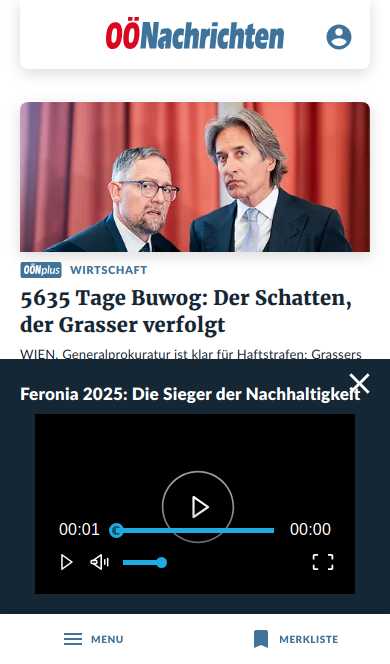 OÖNachrichten
OÖNplus WIRTSCHAFT
5635 Tage Buwog: Der Schatten,
der Grasser verfolgt
WIEN. Generalprokuratur ist klar für Haftstrafen: Grassers
Feronia 2025: Die Sieger der Nachhaltigkeit
00:01 00:00
MENU MERKLISTE